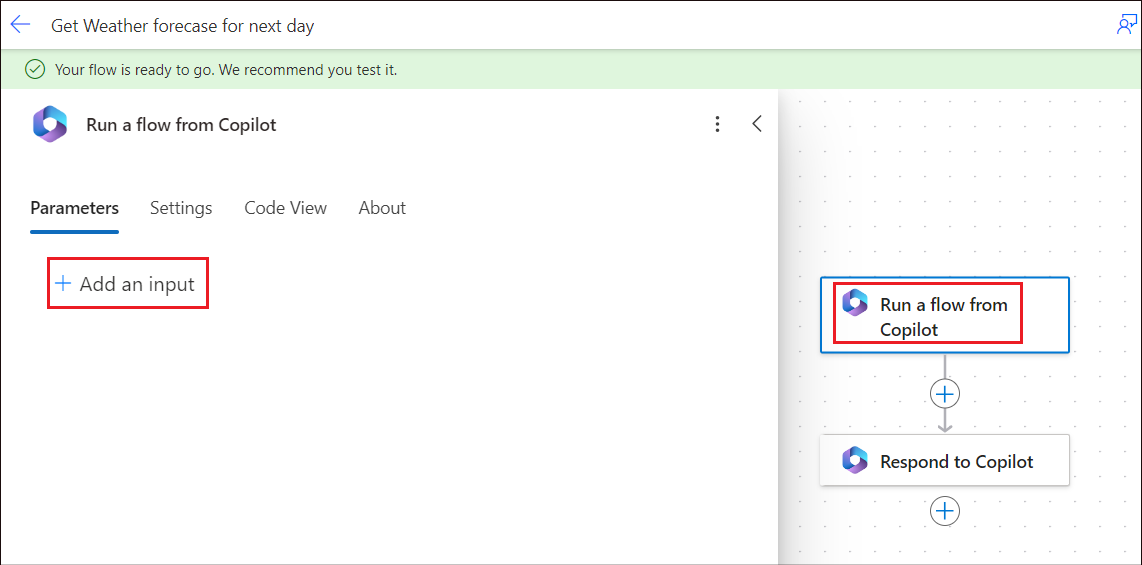 Get Weather forecase for next day
Your flow is ready to go. We recommend you test it.
Run a flow from Copilot
Parameters Settings Code View About
+ Add an input
Run a flow from
Copilot
Respond to Copilot